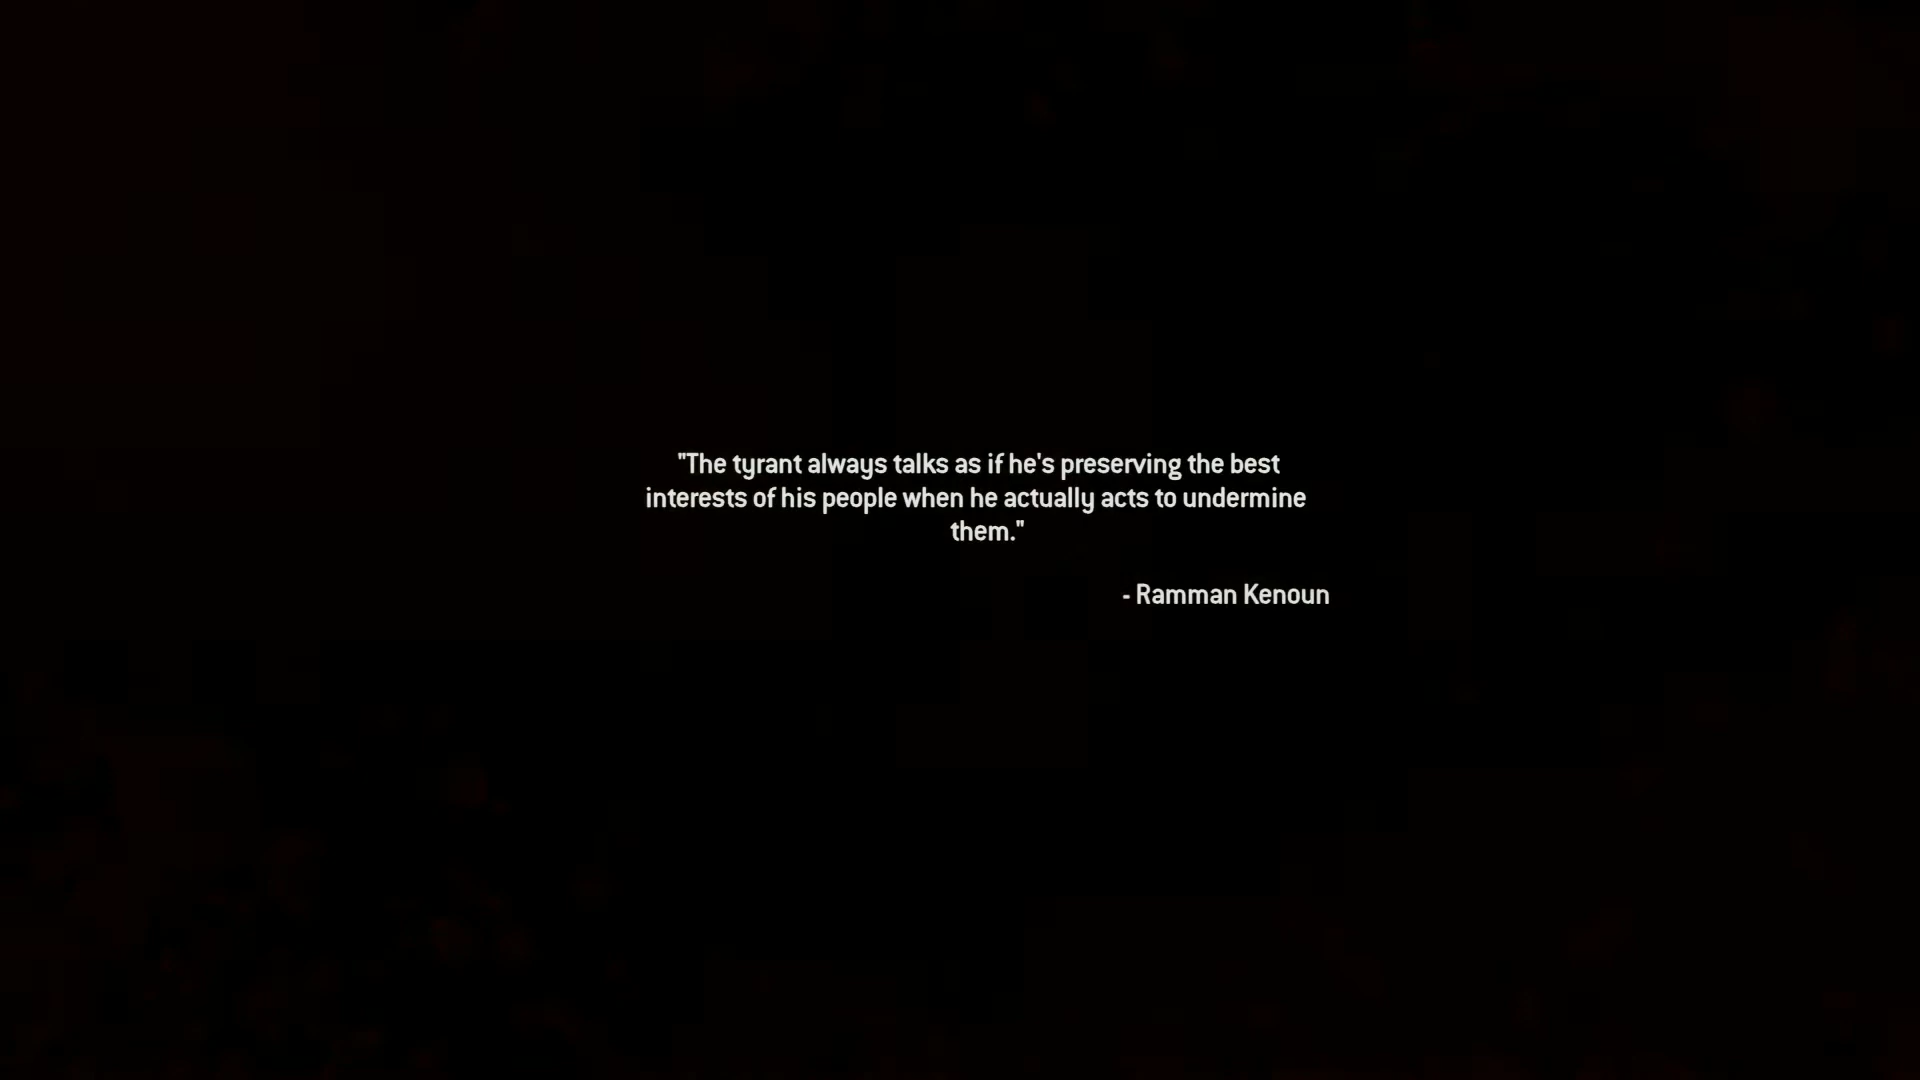 "The tyrant always talks as if he's preserving the best
interests of his people when he actually acts to undermine
them."
- Ramman Kenoun